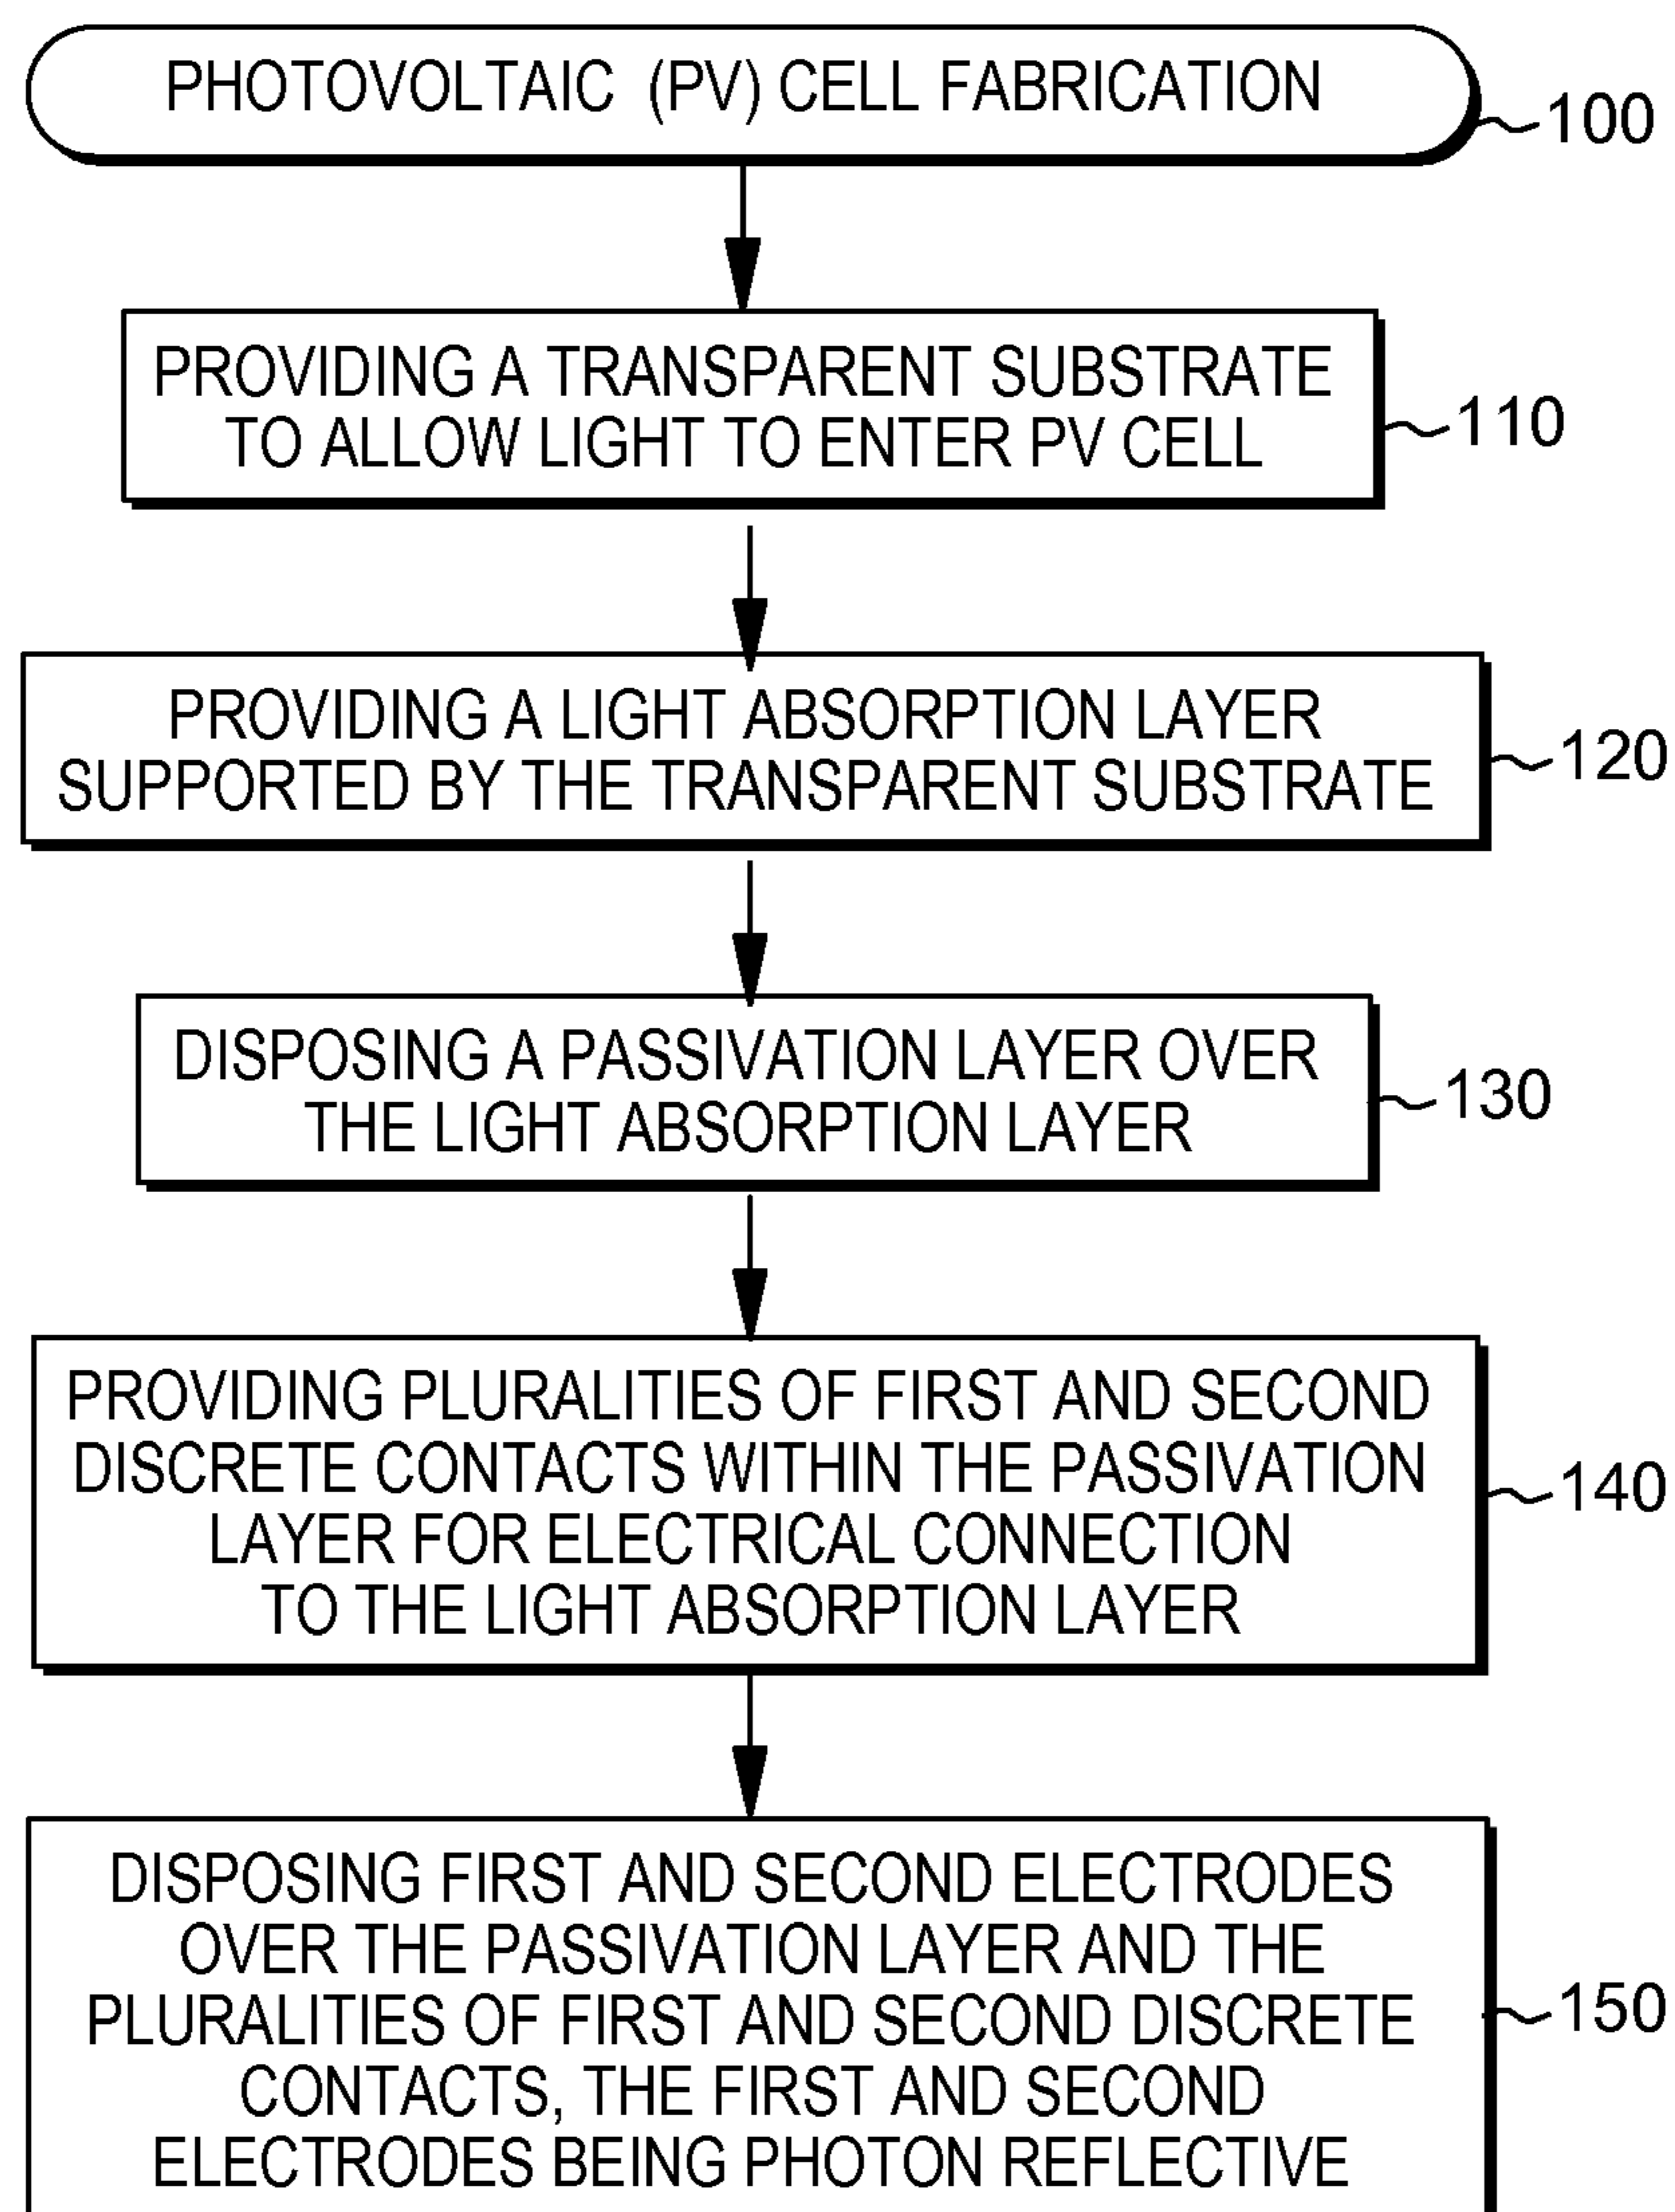 PHOTOVOLTAIC (PV) CELL FABRICATION
100
PROVIDING A TRANSPARENT SUBSTRATE
TO ALLOW LIGHT TO ENTER PV CELL
110
PROVIDING A LIGHT ABSORPTION LAYER
SUPPORTED BY THE TRANSPARENT SUBSTRATE
120
DISPOSING A PASSIVATION LAYER OVER
THE LIGHT ABSORPTION LAYER
130
PROVIDING PLURALITIES OF FIRST AND SECOND
DISCRETE CONTACTS WITHIN THE PASSIVATION
LAYER FOR ELECTRICAL CONNECTION
TO THE LIGHT ABSORPTION LAYER
140
DISPOSING FIRST AND SECOND ELECTRODES
OVER THE PASSIVATION LAYER AND THE
PLURALITIES OF FIRST AND SECOND DISCRETE
CONTACTS, THE FIRST AND SECOND
ELECTRODES BEING PHOTON REFLECTIVE
150